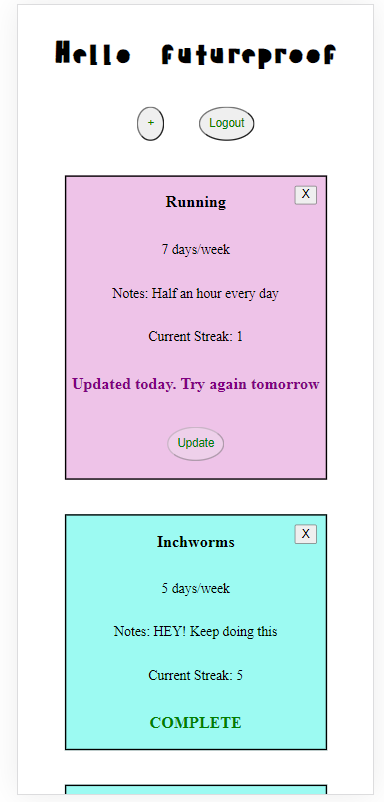 Hello futureproof
+ Logout
Running X
7 days/week
Notes: Half an hour every day
Current Streak: 1
Updated today. Try again tomorrow
Update
Inchworms X
5 days/week
Notes: HEY! Keep doing this
Current Streak: 5
COMPLETE